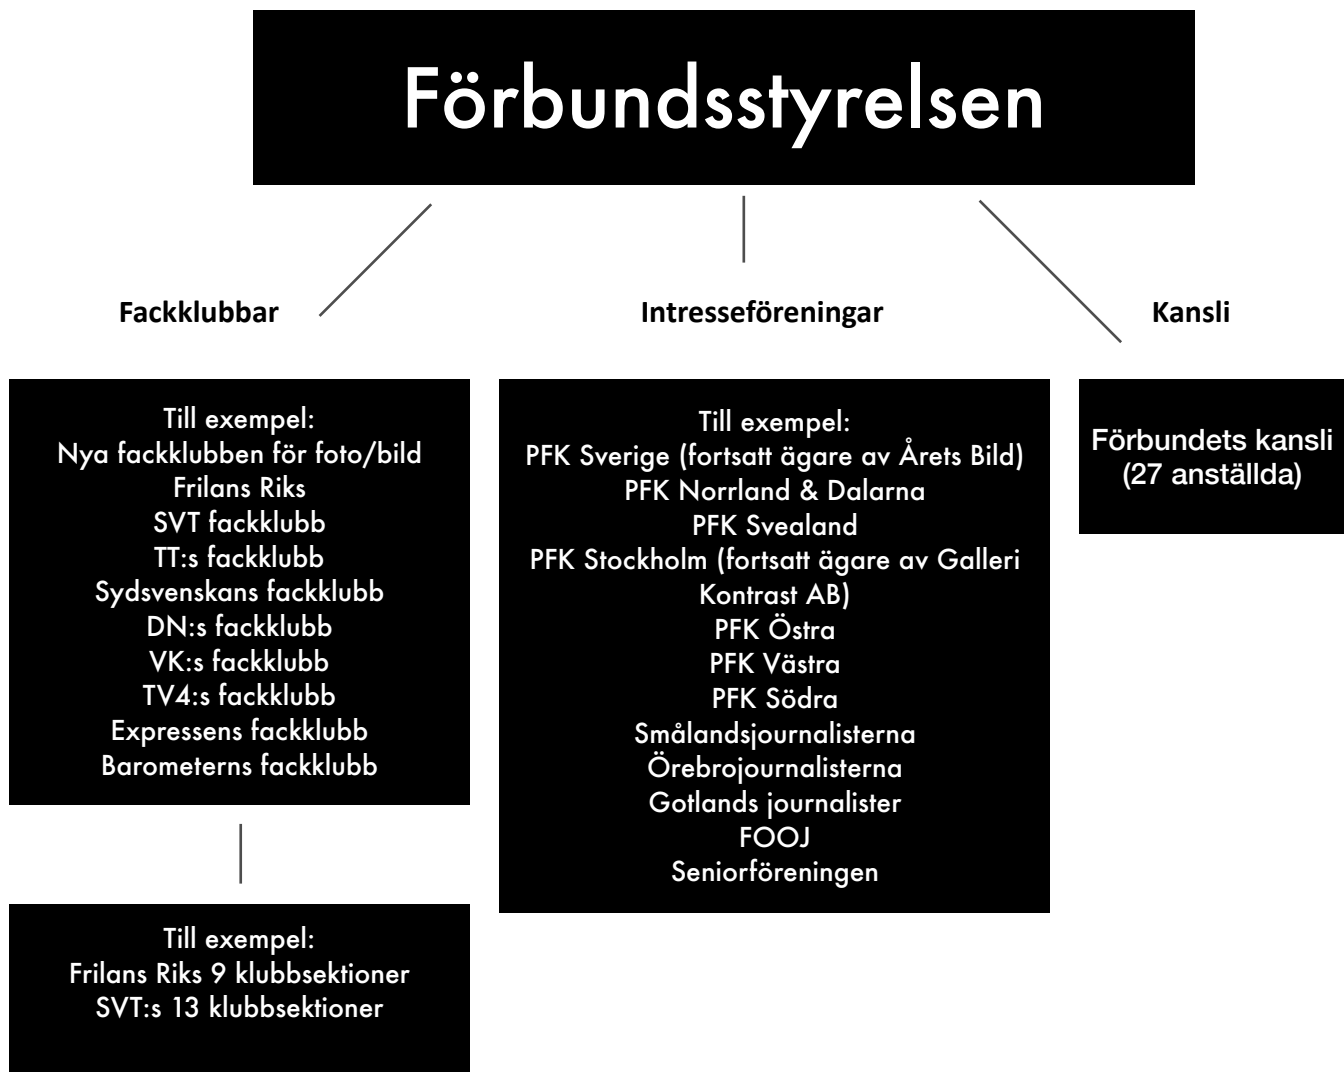 Förbundsstyrelsen
Fackklubbar
Intresseföreningar
Kansli
Till exempel:
Nya fackklubben för foto/bild
Frilans Riks
SVT fackklubb
TT:s fackklubb
Sydsvenskans fackklubb
DN:s fackklubb
VK:s fackklubb
TV4:s fackklubb
Expressens fackklubb
Barometerns fackklubb
Till exempel:
Frilans Riks 9 klubbsektioner
SVT:s 13 klubbsektioner
Till exempel:
PFK Sverige (fortsatt ägare av Årets Bild)
PFK Norrland & Dalarna
PFK Svealand
PFK Stockholm (fortsatt ägare av Galleri
Kontrast AB)
PFK Östra
PFK Västra
PFK Södra
Smålandsjournalisterna
Örebrojournalisterna
Gotlands journalister
FOOJ
Seniorföreningen
Förbundets kansli
(27 anställda)